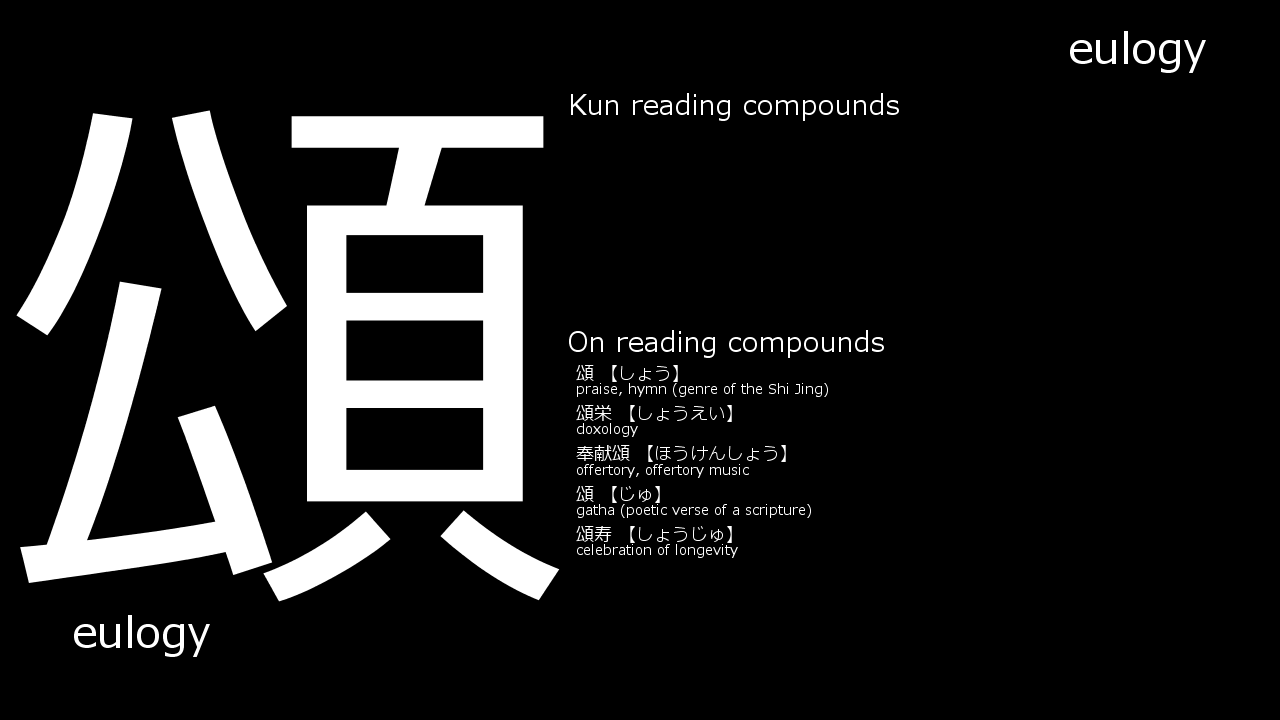 eulogy
頌
Kun reading compounds
On reading compounds
頌 【しょう】
praise, hymn (genre of the Shi Jing)
頌栄 【しょうえい】
doxology
奉献頌 【ほうけんしょう】
offertory, offertory music
頌 【じゅ】
gatha (poetic verse of a scripture)
頌寿 【しょうじゅ】
celebration of longevity
eulogy